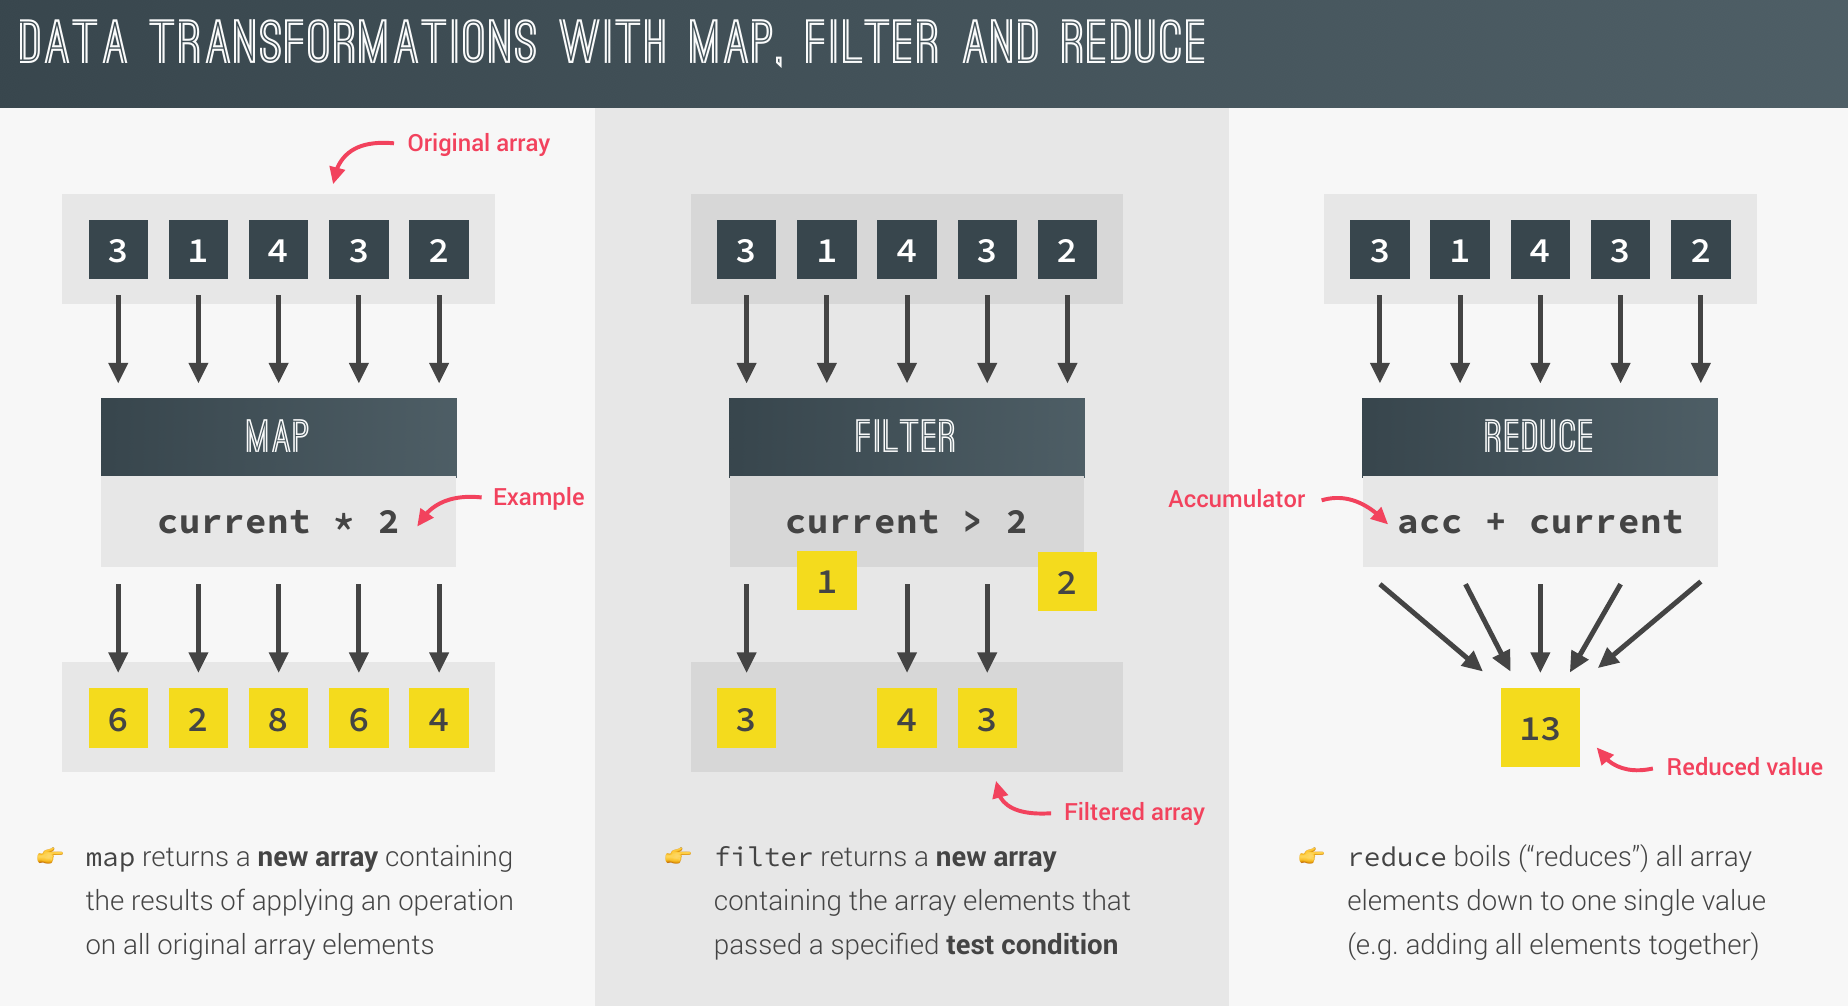 DATA TRANSFORMATIONS WITH MAP, FILTER AND REDUCE
Original array
3 1 4 3 2
MAP
current * 2
Example
6 2 8 6 4
map returns a new array containing
the results of applying an operation
on all original array elements
3 1 4 3 2
FILTER
current > 2
1
2
3 4 3
Filtered array
filter returns a new array
containing the array elements that
passed a specified test condition
3 1 4 3 2
REDUCE
Accumulator
acc + current
13
Reduced value
reduce boils (“reduces”) all array
elements down to one single value
(e.g. adding all elements together)